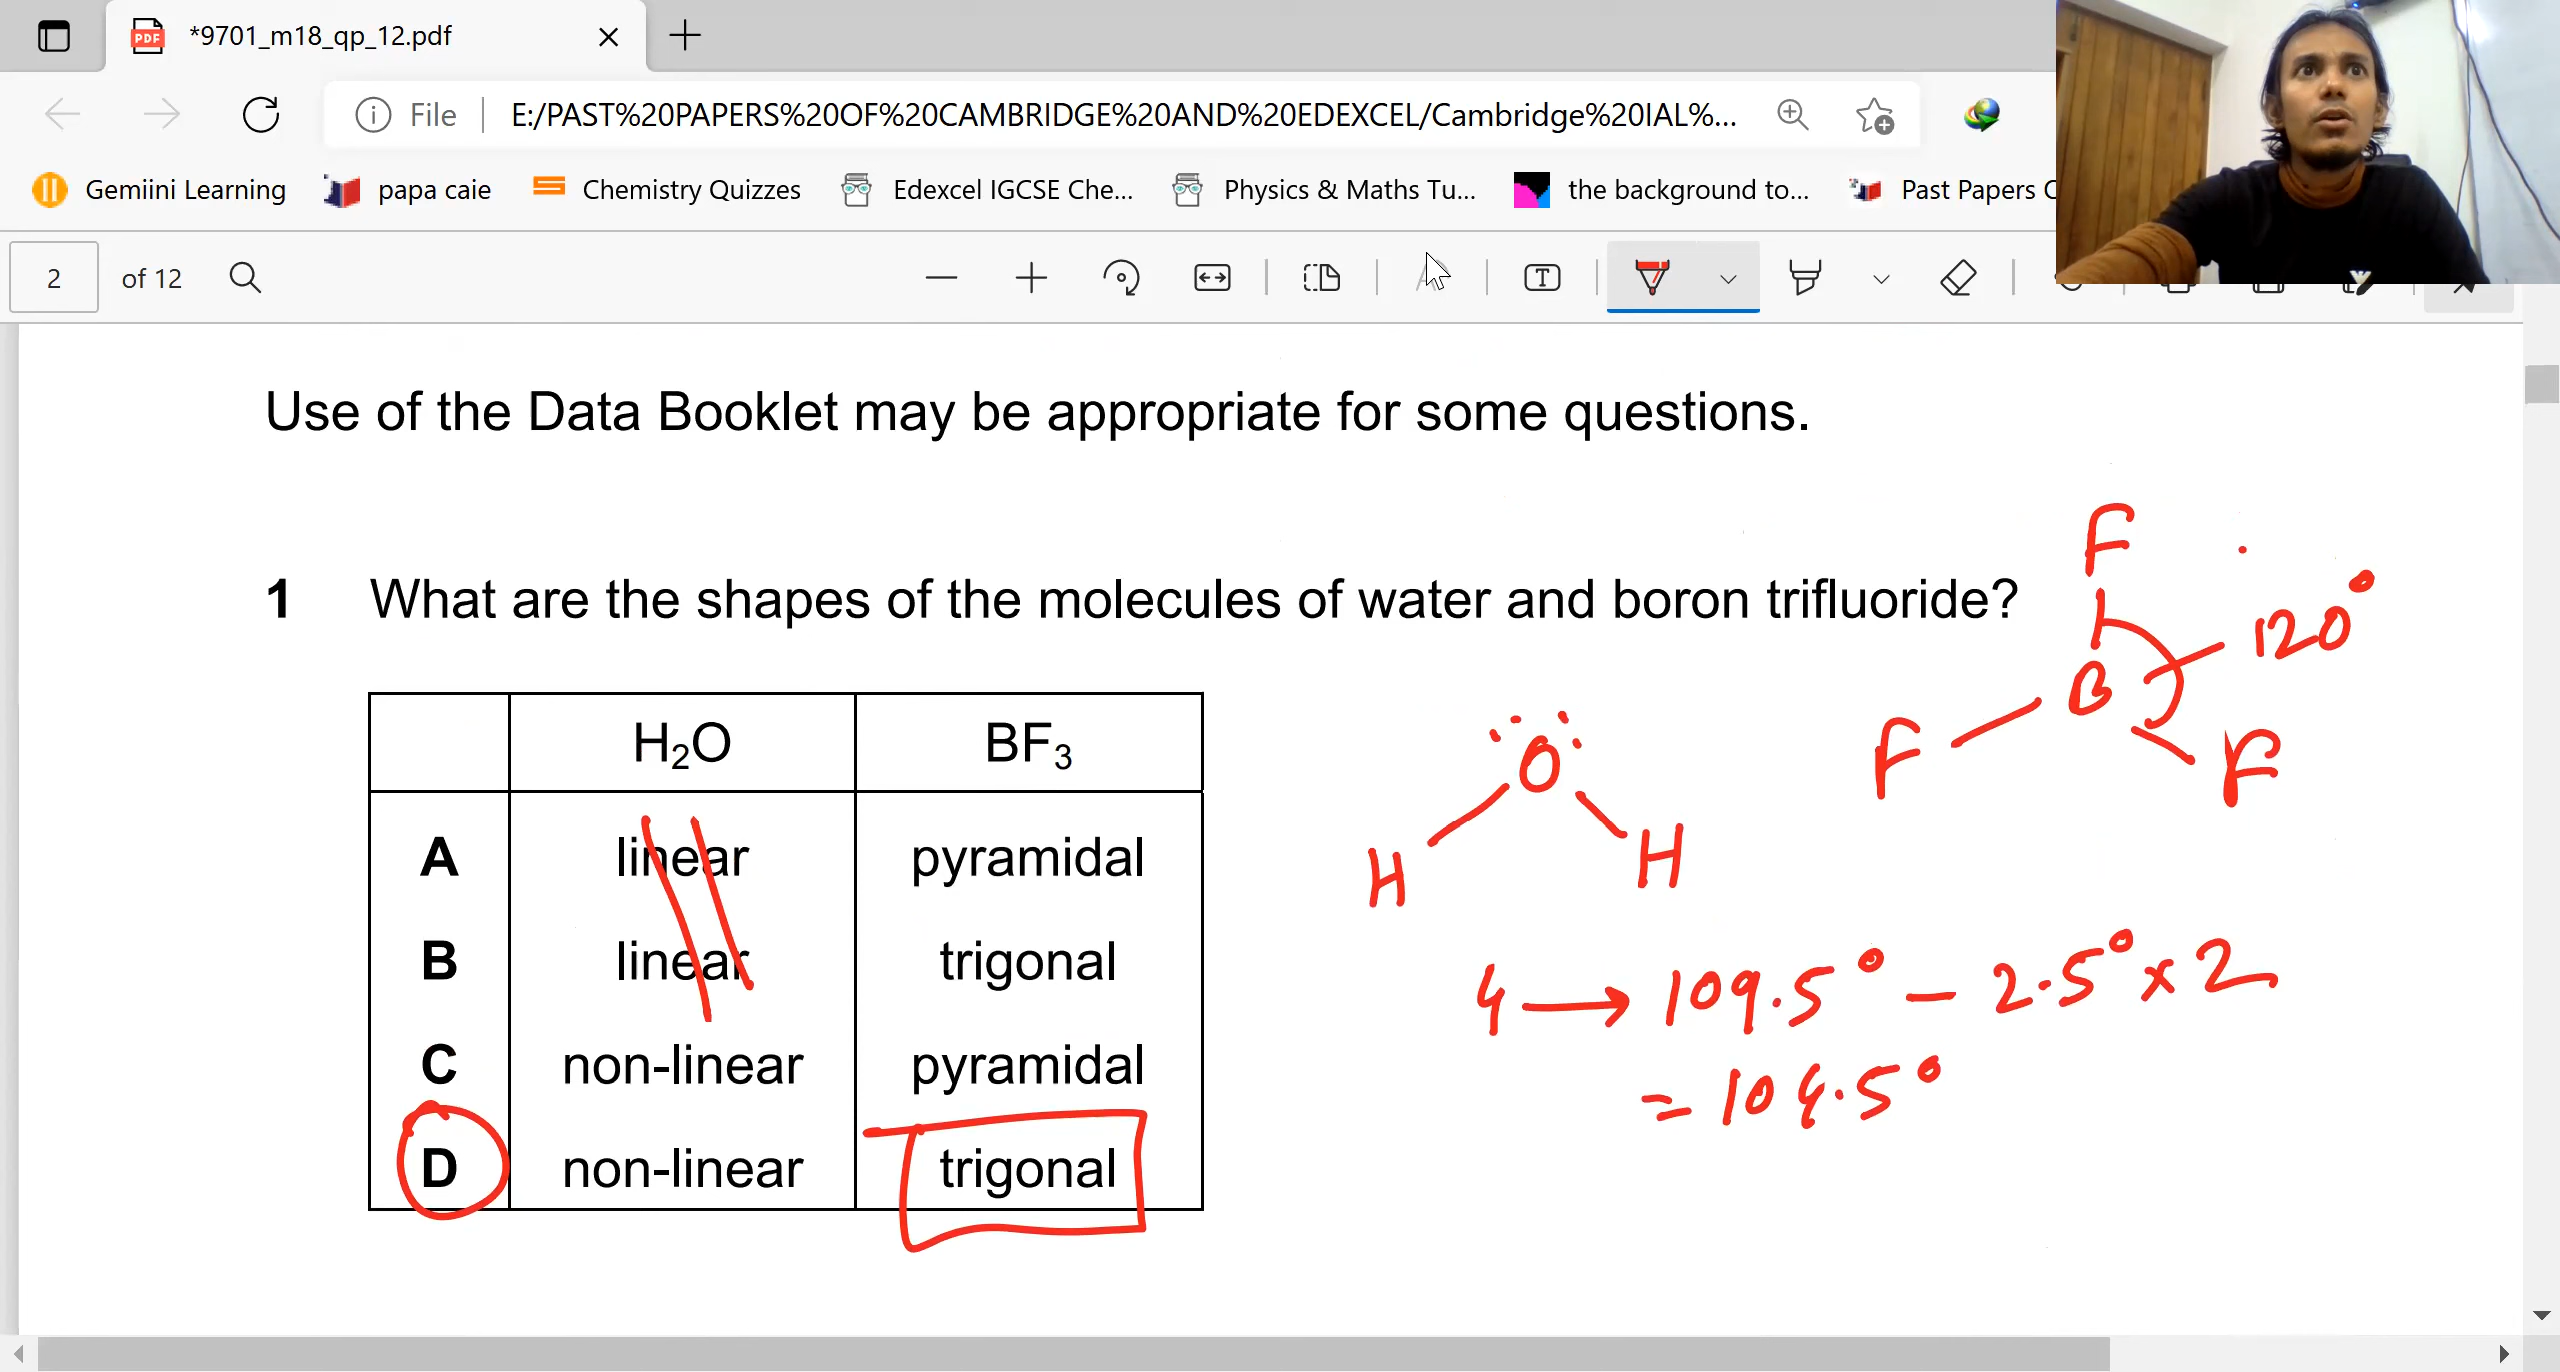 *9701_m18_qp_12.pdf
File E:/PAST%20PAPERS%20OF%20CAMBRIDGE%20AND%20EDEXCEL/Cambridge%20IAL%...
Gemiini Learning papa caie Chemistry Quizzes Edexcel IGCSE Che... Physics & Maths Tu... the background to... Past Papers
2 of 12
Use of the Data Booklet may be appropriate for some questions.
1 What are the shapes of the molecules of water and boron trifluoride?
H₂O BF₃
A linear pyramidal
B linear trigonal
C non-linear pyramidal
D non-linear trigonal
F
120°
B
F F
O
H H
4 → 109.5° – 2.5° × 2
= 104.5°